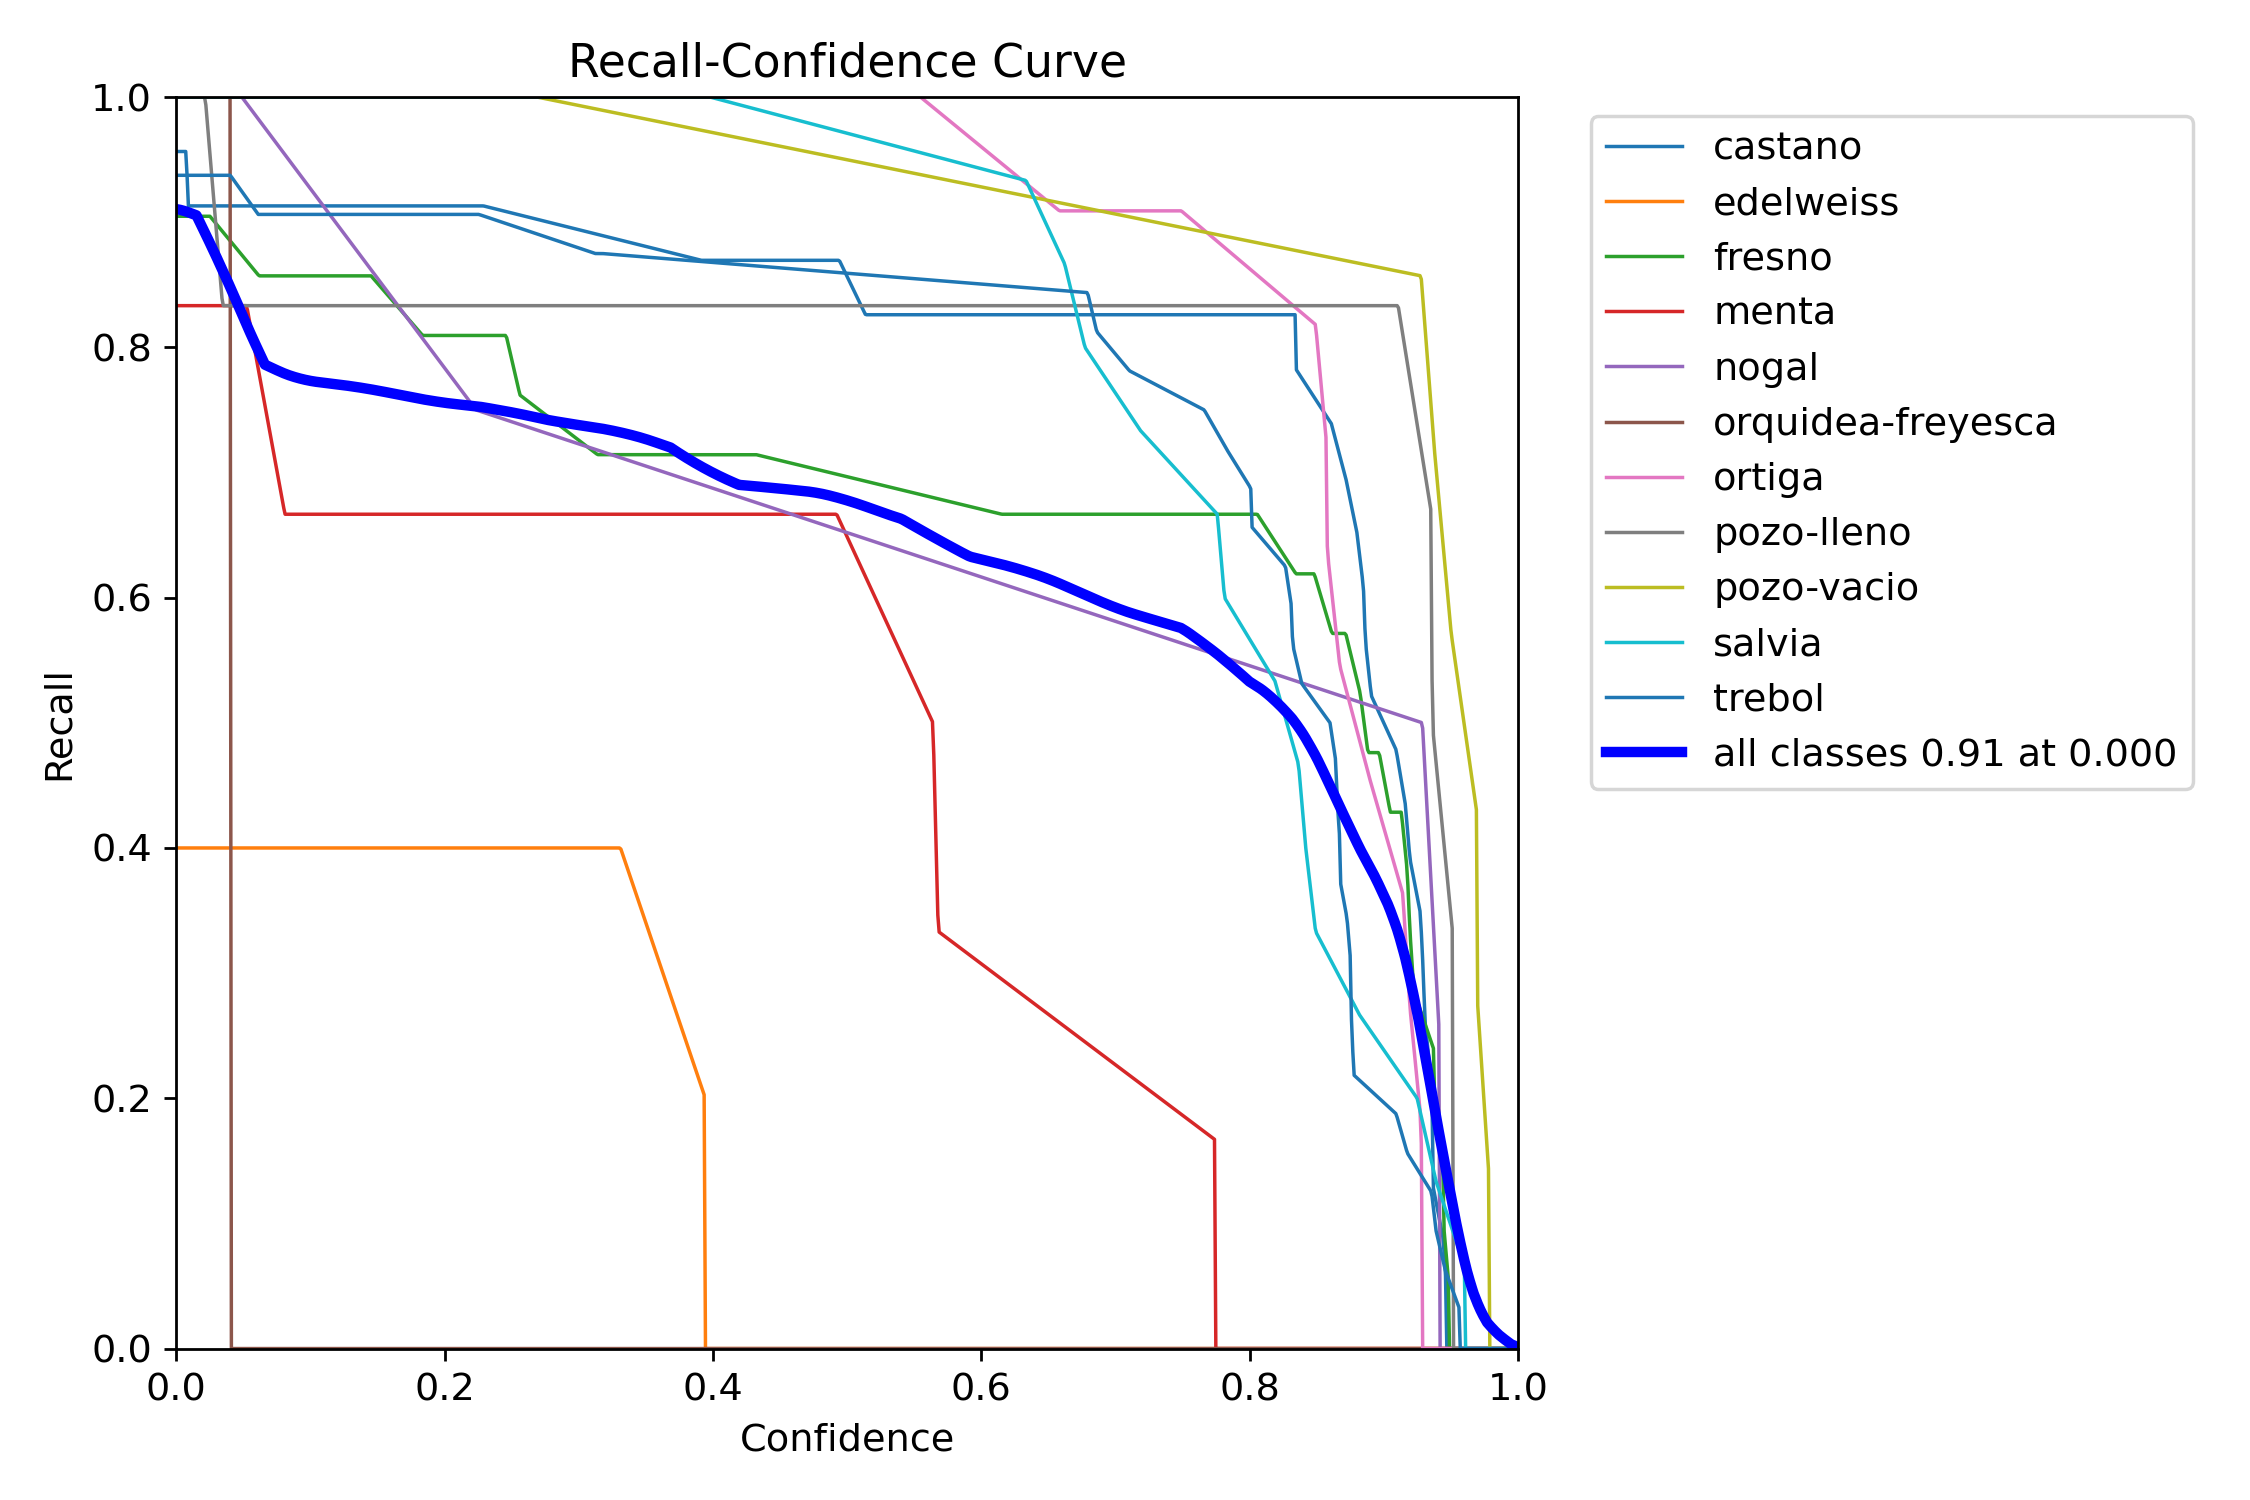 Recall-Confidence Curve
1.0
0.8
0.6
0.4
0.2
0.0
Recall
0.0 0.2 0.4 0.6 0.8 1.0
Confidence
castano
edelweiss
fresno
menta
nogal
orquidea-freyesca
ortiga
pozo-lleno
pozo-vacio
salvia
trebol
all classes 0.91 at 0.000